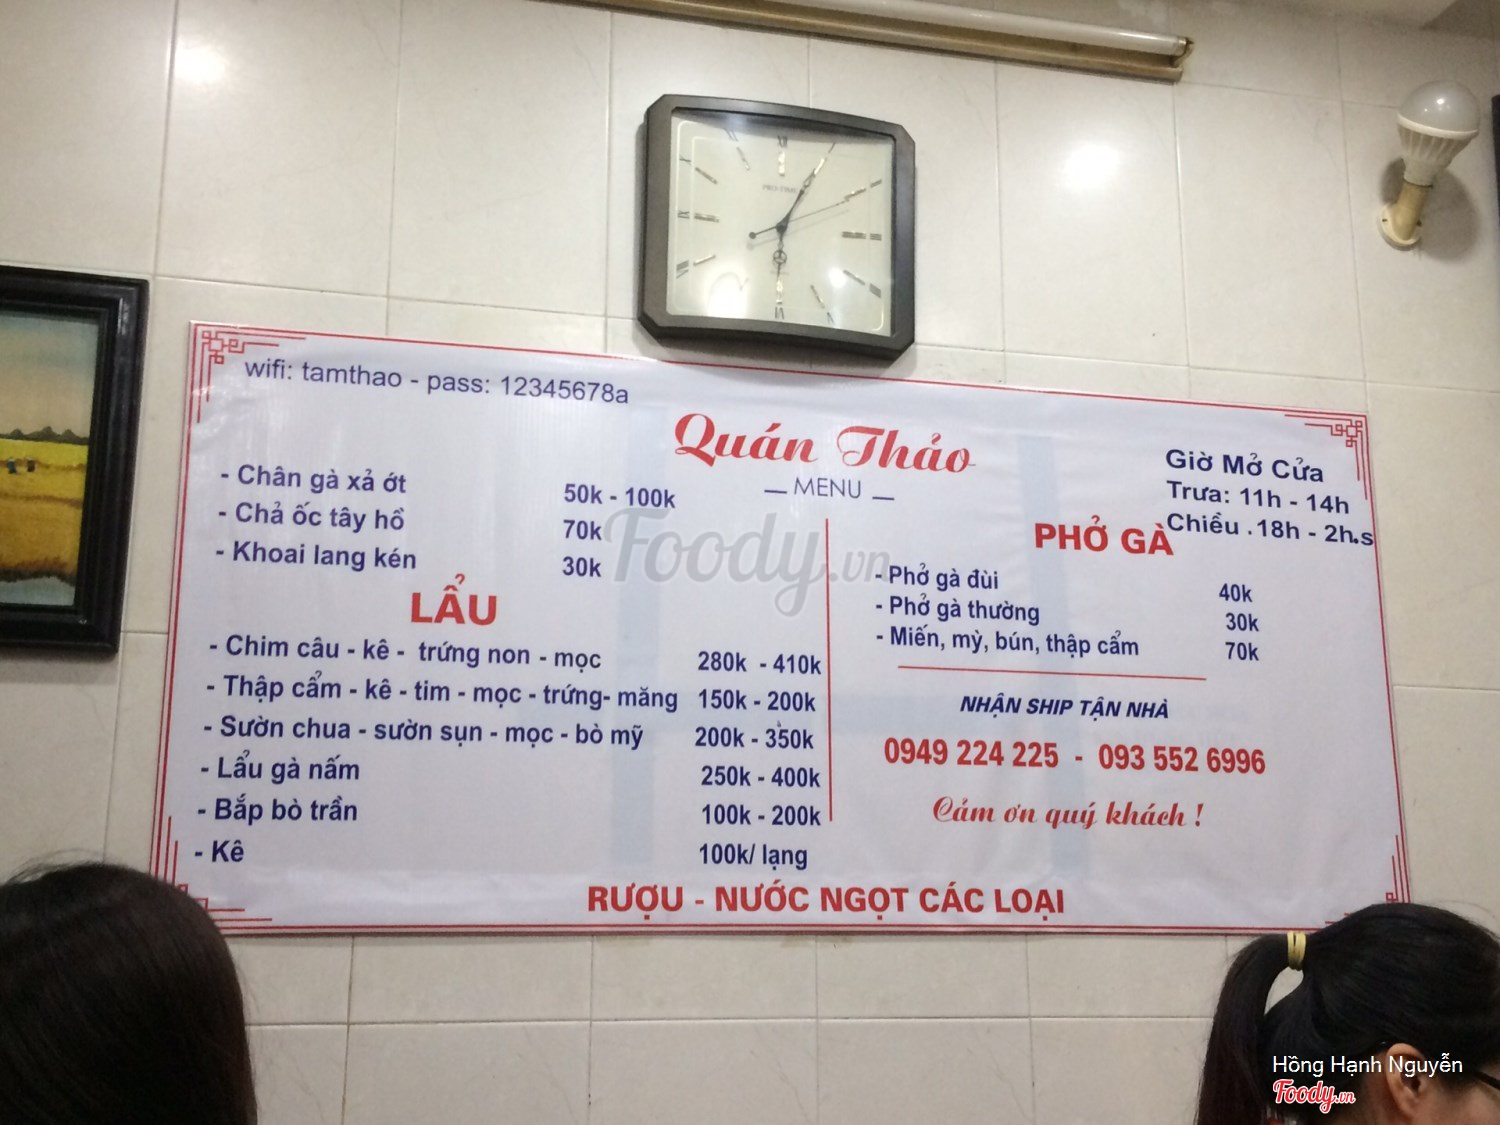 PRO-TIME
wifi: tamthao - pass: 12345678a
Quán Thảo
MENU
- Chân gà xả ớt 50k - 100k
- Chả ốc tây hồ 70k
- Khoai lang kén 30k
LẨU
- Chim câu - kê - trứng non - mọc 280k - 410k
- Thập cẩm - kê - tim - mọc - trứng- măng 150k - 200k
- Sườn chua - sườn sụn - mọc - bò mỹ 200k - 350k
- Lẩu gà nấm 250k - 400k
- Bắp bò trần 100k - 200k
- Kê 100k/ lạng
Giờ Mở Cửa
Trưa: 11h - 14h
Chiều .18h - 2h.s
PHỞ GÀ
- Phở gà đùi 40k
- Phở gà thường 30k
- Miến, mỳ, bún, thập cẩm 70k
NHẬN SHIP TẬN NHÀ
0949 224 225 - 093 552 6996
Cảm ơn quý khách !
RƯỢU - NƯỚC NGỌT CÁC LOẠI
Foody.vn
Hồng Hạnh Nguyễn
Foody.vn